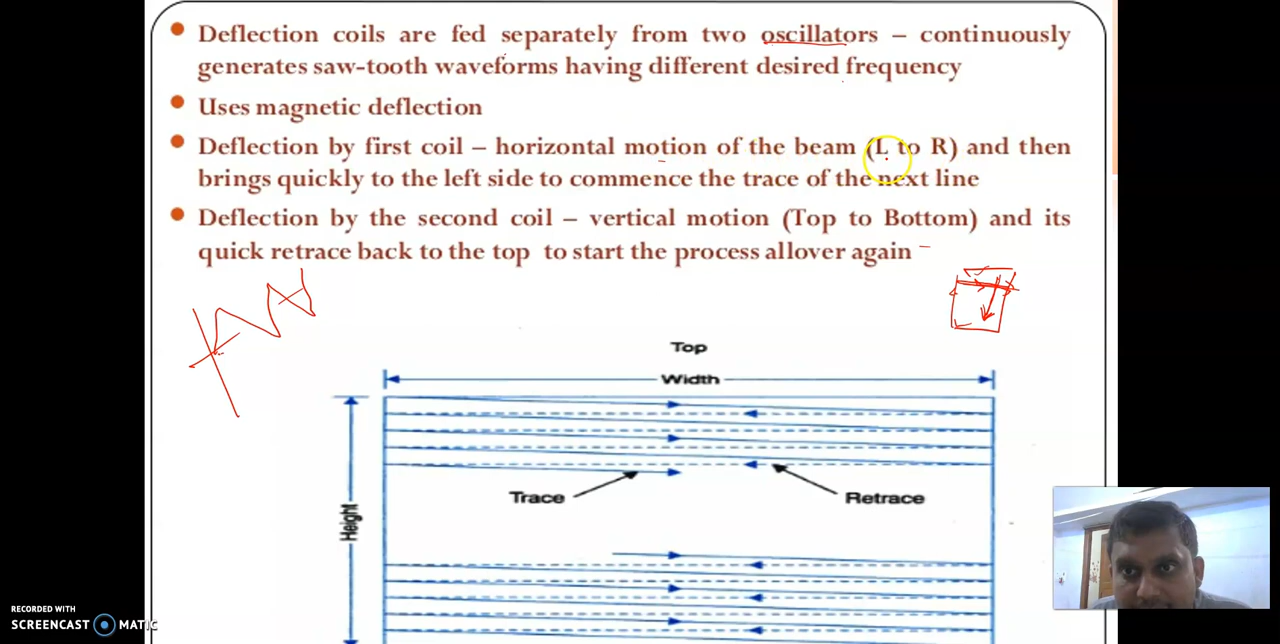 Deflection coils are fed separately from two oscillators – continuously
generates saw-tooth waveforms having different desired frequency
Uses magnetic deflection
Deflection by first coil – horizontal motion of the beam (L to R) and then
brings quickly to the left side to commence the trace of the next line
Deflection by the second coil – vertical motion (Top to Bottom) and its
quick retrace back to the top to start the process allover again
Top
Width
Height
Trace
Retrace
RECORDED WITH
SCREENCAST MATIC